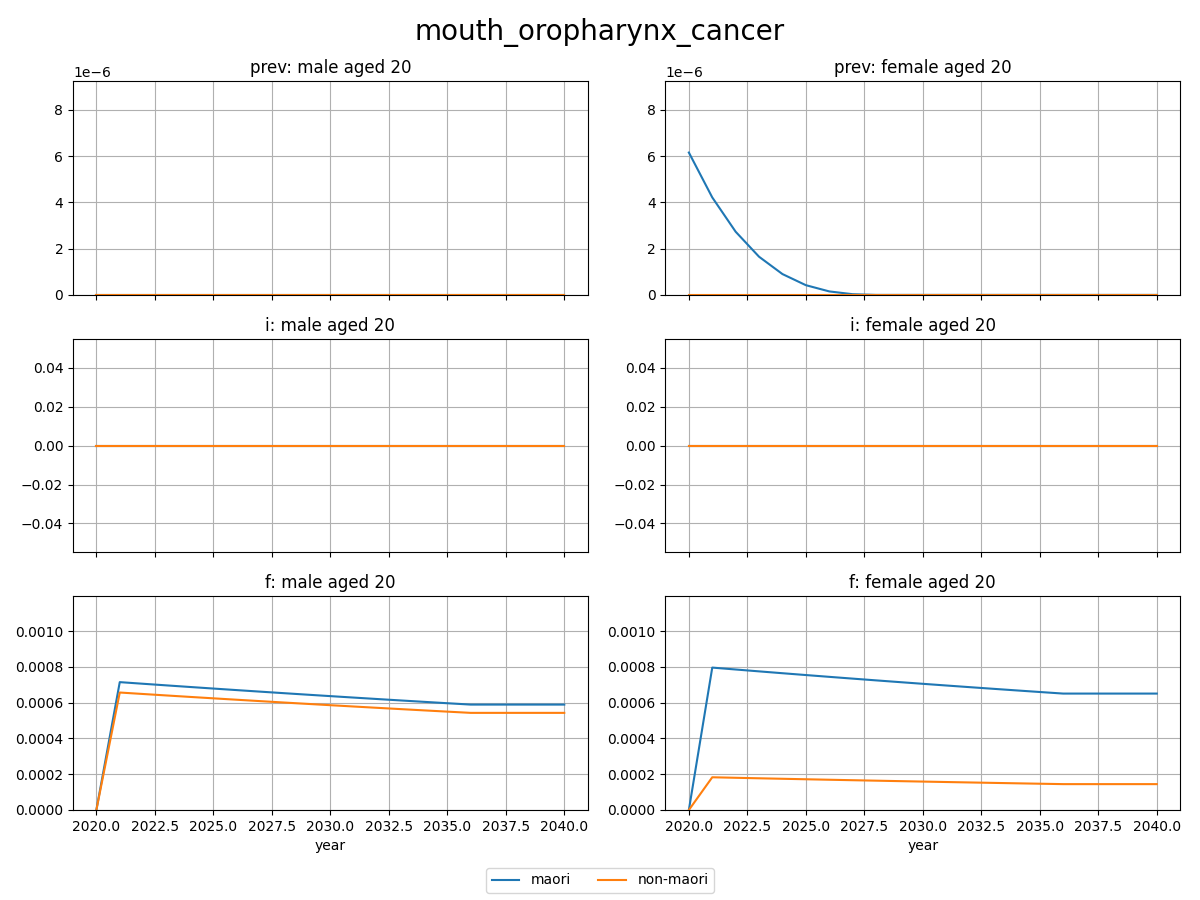 mouth_oropharynx_cancer
prev: male aged 20
prev: female aged 20
1e−6
1e−6
8
6
4
2
0
8
6
4
2
0
i: male aged 20
i: female aged 20
0.04
0.02
0.00
−0.02
−0.04
0.04
0.02
0.00
−0.02
−0.04
f: male aged 20
f: female aged 20
0.0010
0.0008
0.0006
0.0004
0.0002
0.0000
0.0010
0.0008
0.0006
0.0004
0.0002
0.0000
2020.0 2022.5 2025.0 2027.5 2030.0 2032.5 2035.0 2037.5 2040.0
2020.0 2022.5 2025.0 2027.5 2030.0 2032.5 2035.0 2037.5 2040.0
year
year
maori non-maori